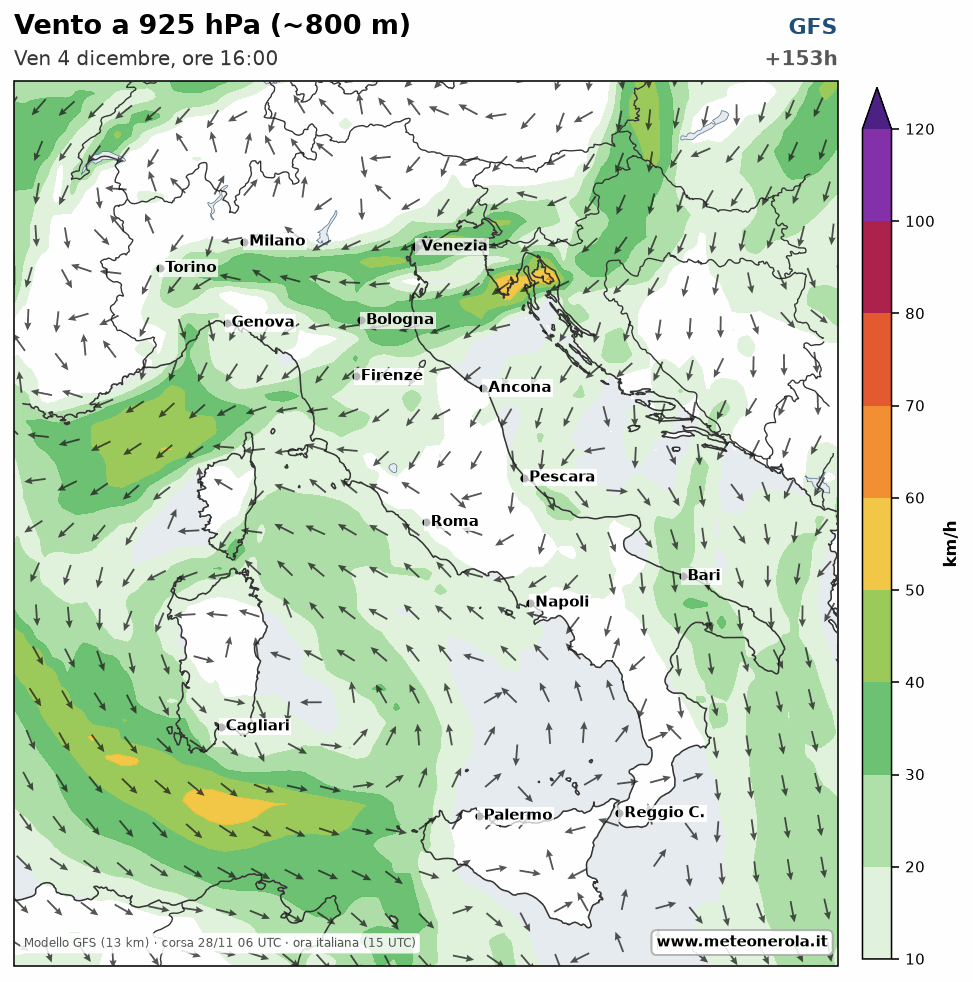 Vento a 925 hPa (~800 m)
GFS
Ven 4 dicembre, ore 16:00
+153h
Milano
Venezia
Torino
Genova
Bologna
Firenze
Ancona
Pescara
Roma
Bari
Napoli
Cagliari
Palermo
Reggio C.
Modello GFS (13 km) · corsa 28/11 06 UTC · ora italiana (15 UTC)
www.meteonerola.it
120
100
80
70
60
50
40
30
20
10
km/h